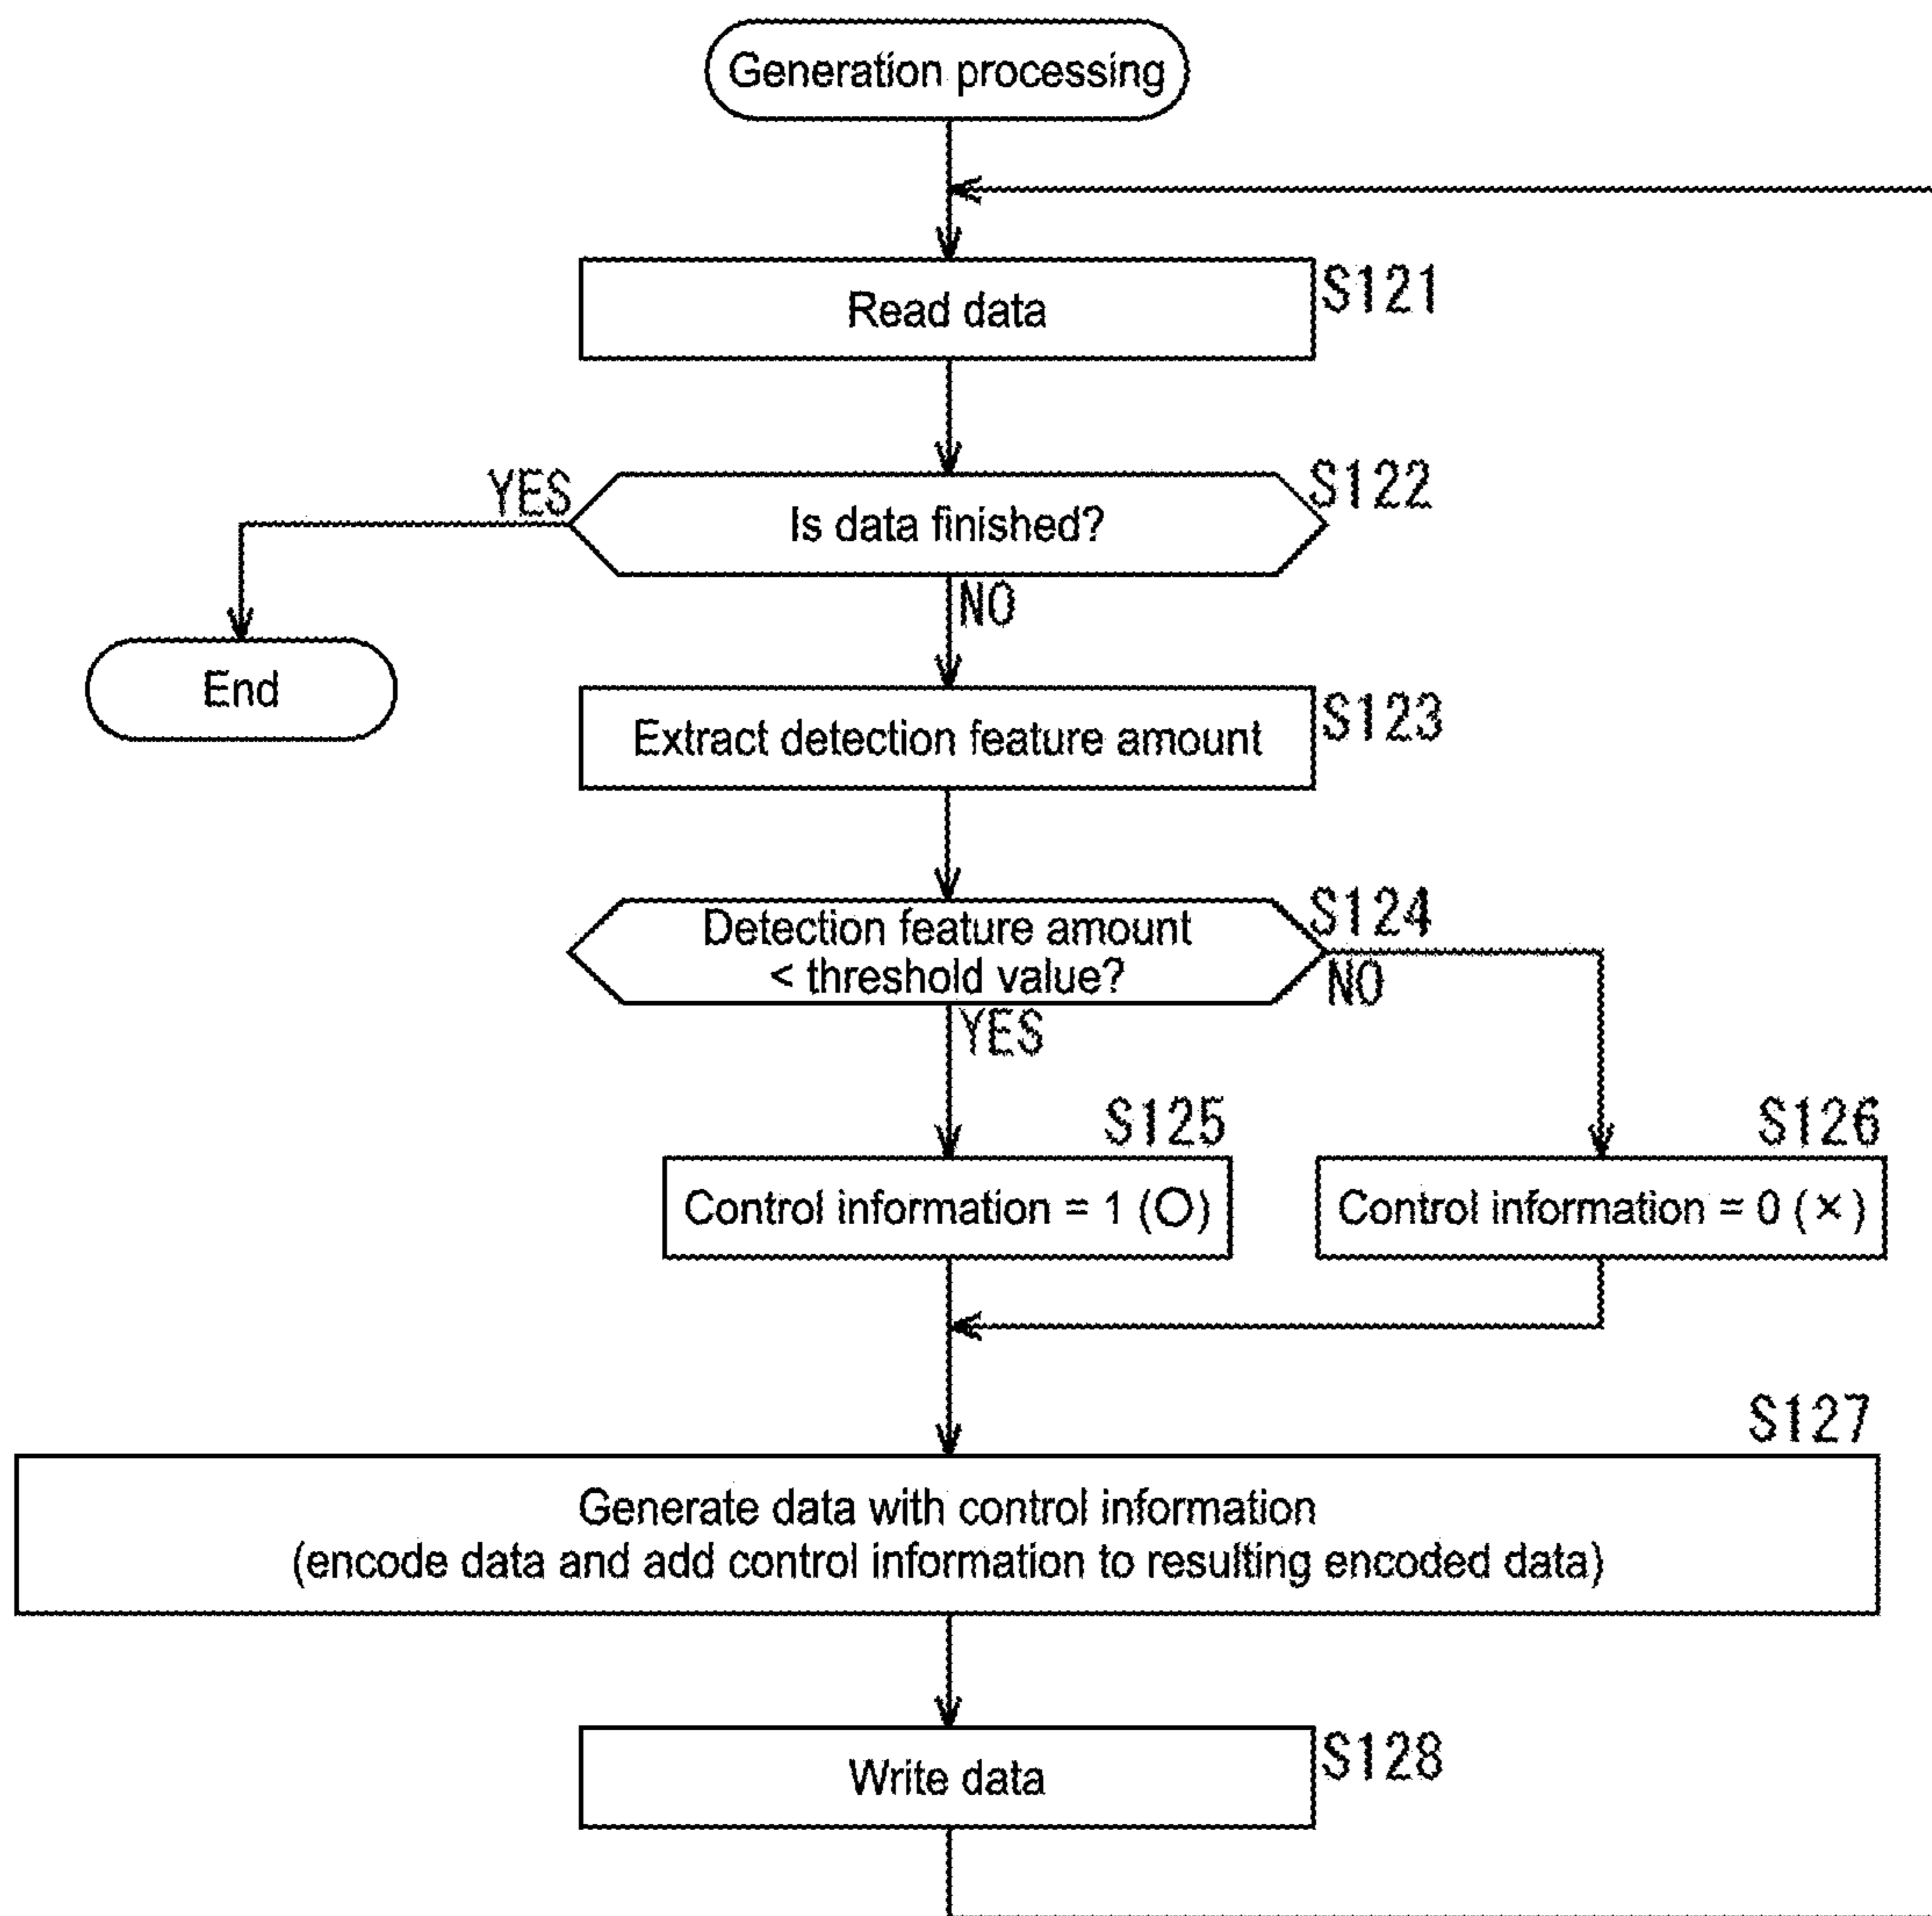 Generation processing
Read data
S121
YES
Is data finished?
S122
NO
End
Extract detection feature amount
S123
Detection feature amount
< threshold value?
S124
NO
YES
S125
Control information = 1 (○)
S126
Control information = 0 (×)
S127
Generate data with control information
(encode data and add control information to resulting encoded data)
Write data
S128